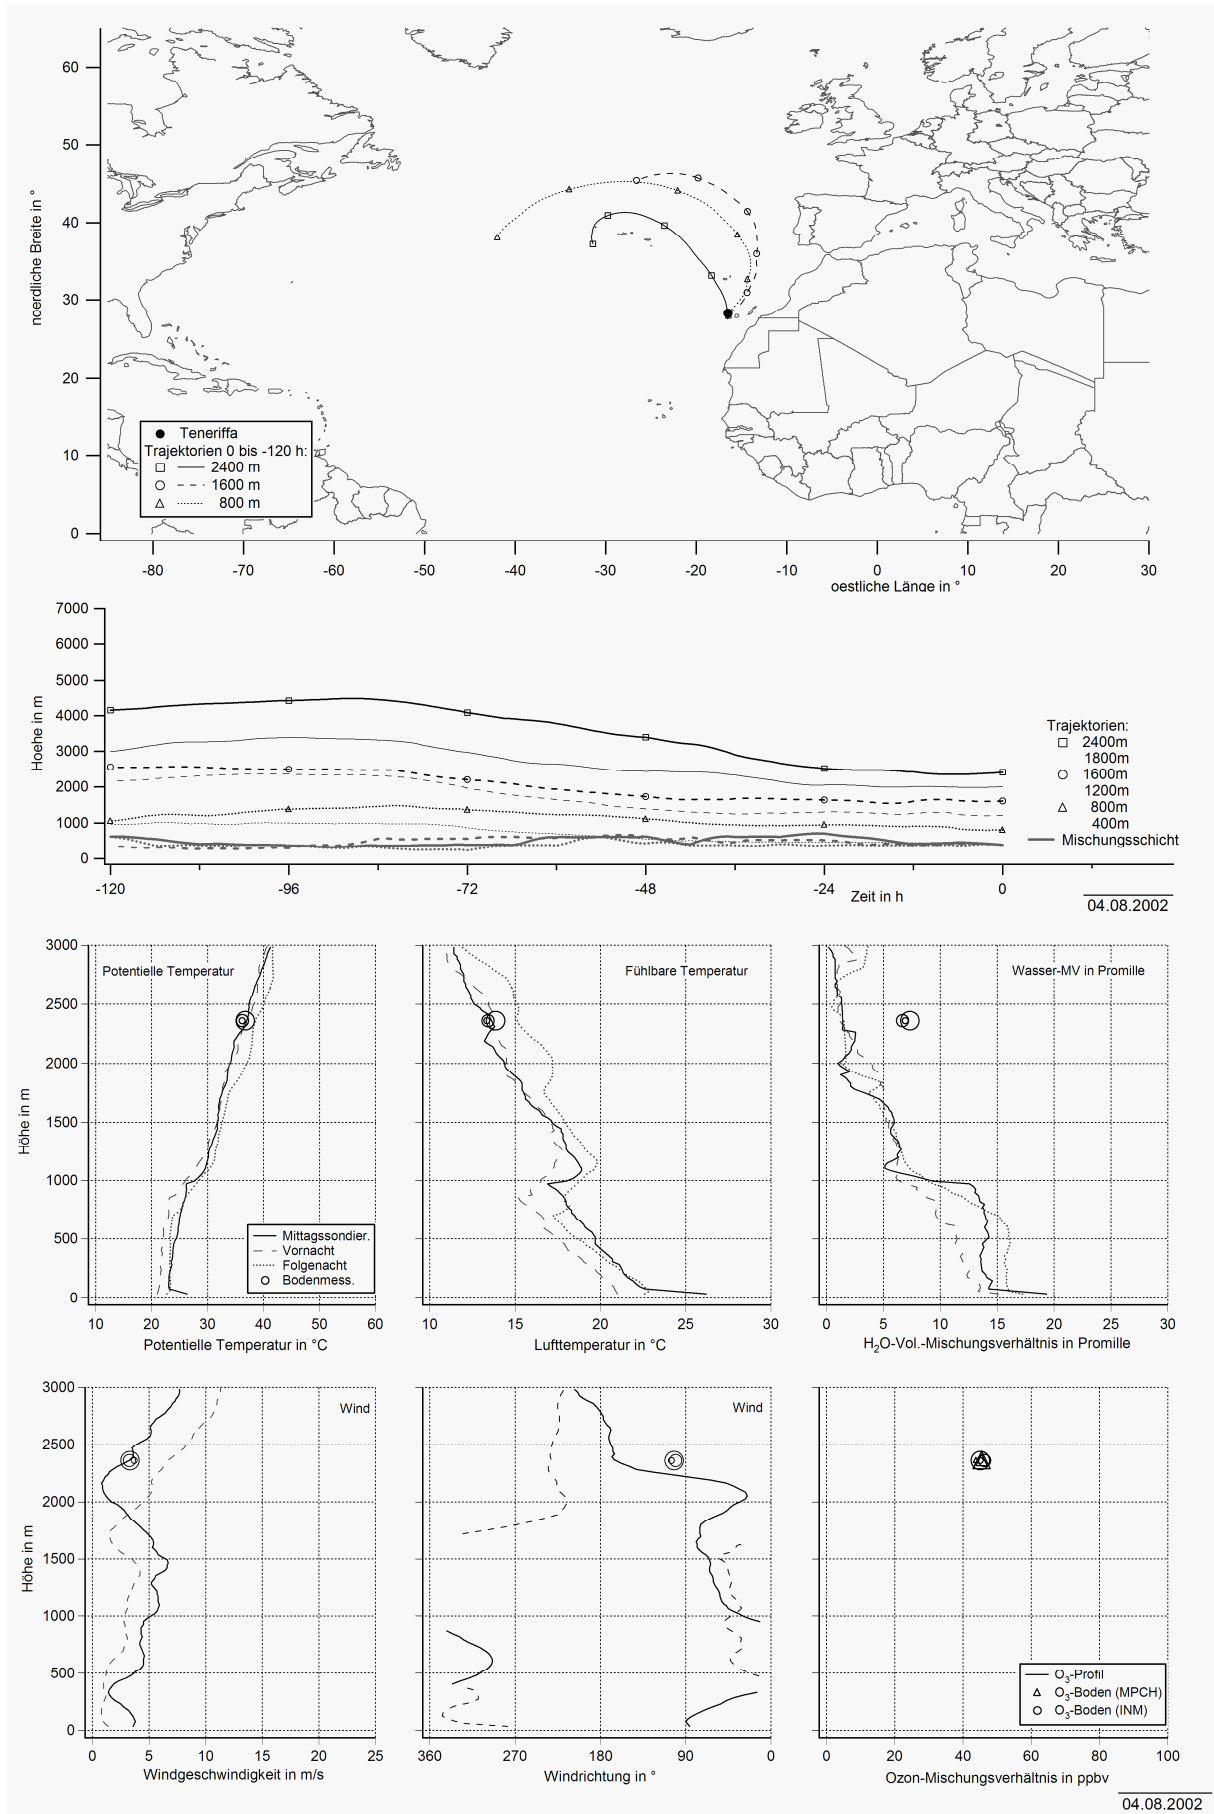 60
50
40
30
20
10
0
noerdliche Breite in °
Teneriffa
Trajektorien 0 bis -120 h:
2400 m
1600 m
800 m
-80 -70 -60 -50 -40 -30 -20 -10 0 10 20 30
oestliche Länge in °
7000
6000
5000
4000
3000
2000
1000
0
Hoehe in m
Trajektorien:
2400m
1800m
1600m
1200m
800m
400m
Mischungsschicht
-120 -96 -72 -48 -24 0
Zeit in h
04.08.2002
3000
2500
2000
1500
1000
500
0
Höhe in m
Potentielle Temperatur
Mittagssondier.
Vornacht
Folgenacht
Bodenmess.
10 20 30 40 50 60
Potentielle Temperatur in °C
Fühlbare Temperatur
10 15 20 25 30
Lufttemperatur in °C
Wasser-MV in Promille
0 5 10 15 20 25 30
H2O-Vol.-Mischungsverhältnis in Promille
3000
2500
2000
1500
1000
500
0
Höhe in m
Wind
0 5 10 15 20 25
Windgeschwindigkeit in m/s
Wind
360 270 180 90 0
Windrichtung in °
O3-Profil
O3-Boden (MPCH)
O3-Boden (INM)
0 20 40 60 80 100
Ozon-Mischungsverhältnis in ppbv
04.08.2002